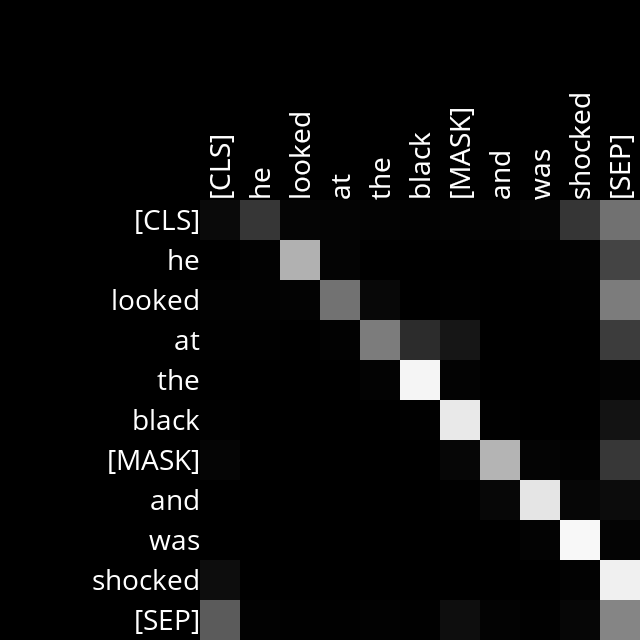 [CLS] he looked at the black [MASK] and was shocked [SEP]
[CLS]
he
looked
at
the
black
[MASK]
and
was
shocked
[SEP]